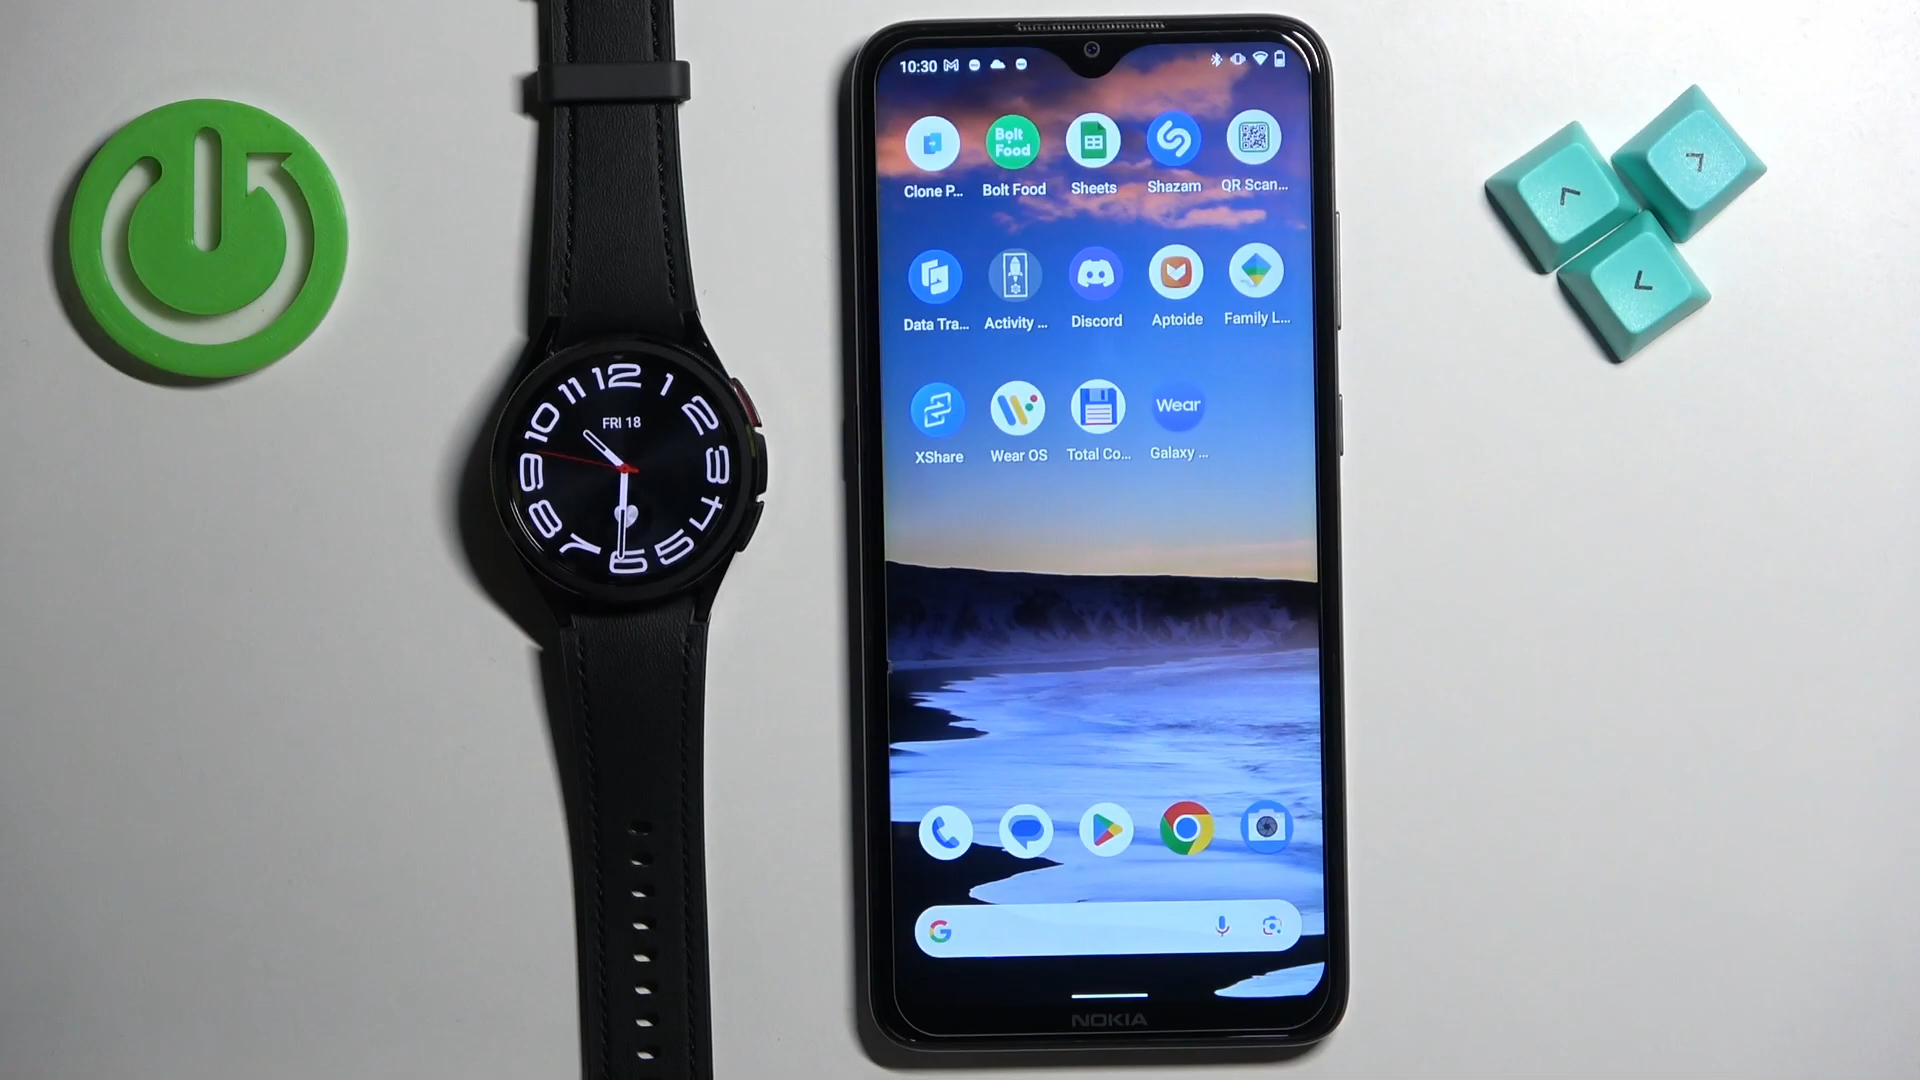 12
1
2
3
4
5
6
7
8
9
10
11
FRI 18
10:30
Bolt
Food
Clone P...
Bolt Food
Sheets
Shazam
QR Scan...
Data Tra...
Activity ...
Discord
Aptoide
Family L...
Wear
XShare
Wear OS
Total Co...
Galaxy ...
G
NOKIA